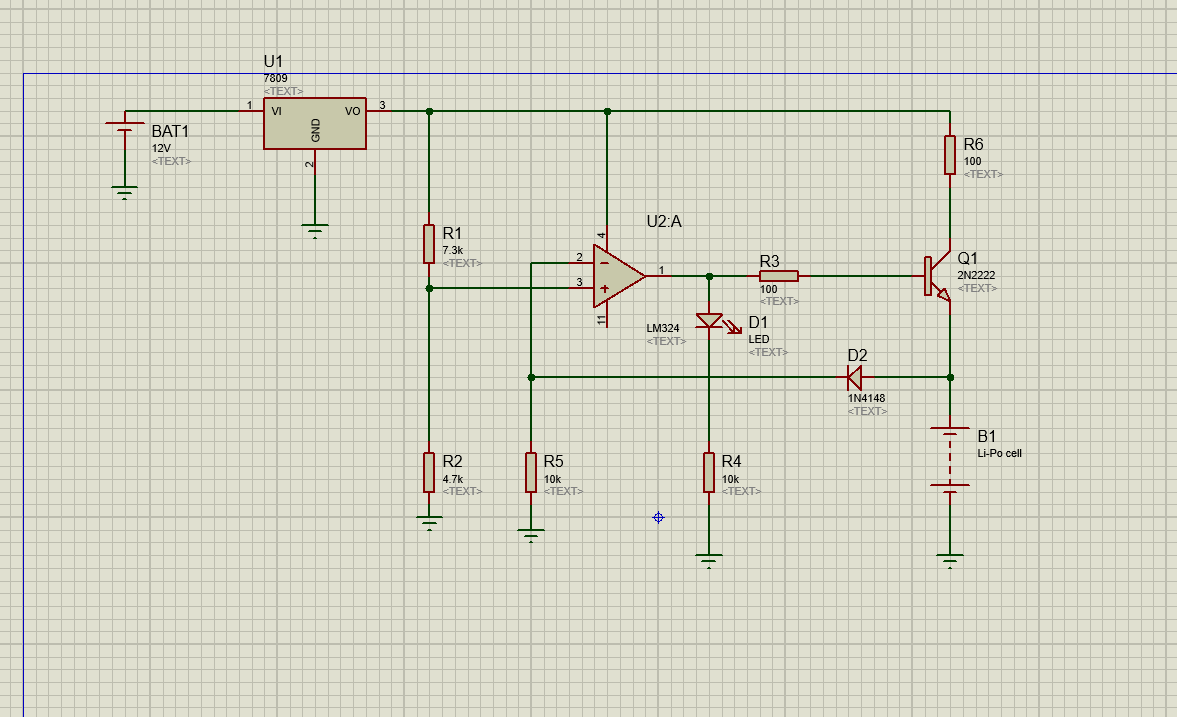 U1
7809
<TEXT>
1
VI
VO
3
GND
2
BAT1
12V
<TEXT>
R6
100
<TEXT>
R1
7.3k
<TEXT>
U2:A
4
2
3
1
11
LM324
<TEXT>
R3
100
<TEXT>
Q1
2N2222
<TEXT>
D1
LED
<TEXT>
D2
1N4148
<TEXT>
B1
Li-Po cell
R2
4.7k
<TEXT>
R5
10k
<TEXT>
R4
10k
<TEXT>